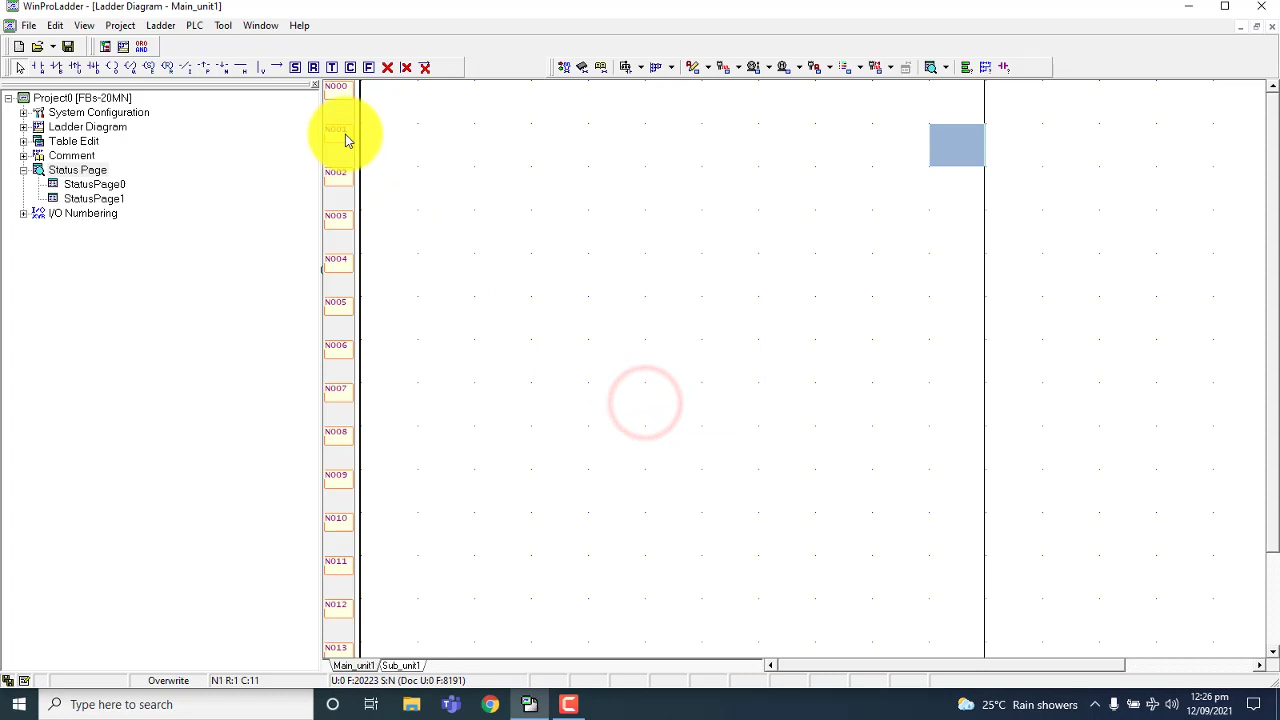 WinProLadder - [Ladder Diagram - Main_unit1]
File View Project Ladder PLC Tool Window Help
S R T C F
Project0 [FBs-20MN]
System Configuration
Ladder Diagram
Table Edit
Comment
Status Page
StatusPage0
StatusPage1
I/O Numbering
N000
N001
N002
N003
N004
N005
N006
N007
N008
N009
N010
N011
N012
N013
Main_unit1 Sub_unit1
Overwrite N1 R:1 C:11 U:0 F:20223 S:N (Doc U:0 F:8191)
Type here to search
25°C Rain showers
12:26 pm
12/09/2021